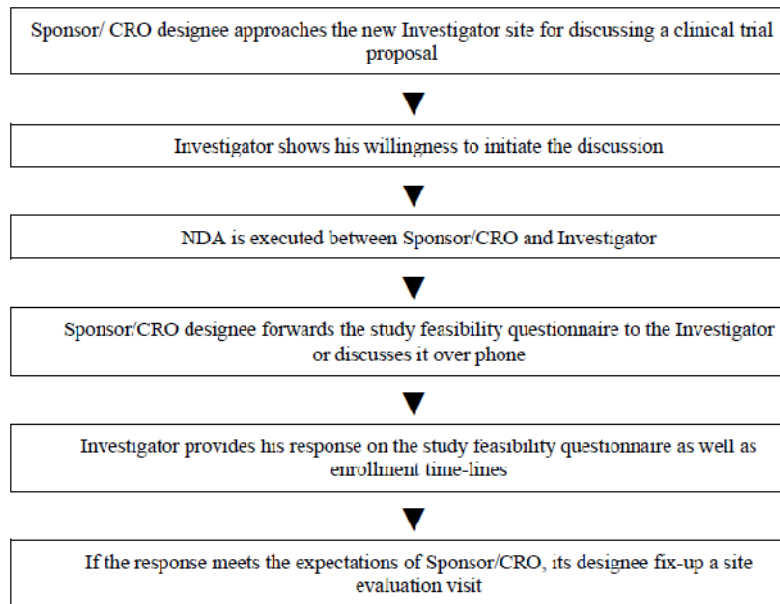 Sponsor/ CRO designee approaches the new Investigator site for discussing a clinical trial
proposal
Investigator shows his willingness to initiate the discussion
NDA is executed between Sponsor/CRO and Investigator
Sponsor/CRO designee forwards the study feasibility questionnaire to the Investigator
or discusses it over phone
Investigator provides his response on the study feasibility questionnaire as well as
enrollment time-lines
If the response meets the expectations of Sponsor/CRO, its designee fix-up a site
evaluation visit